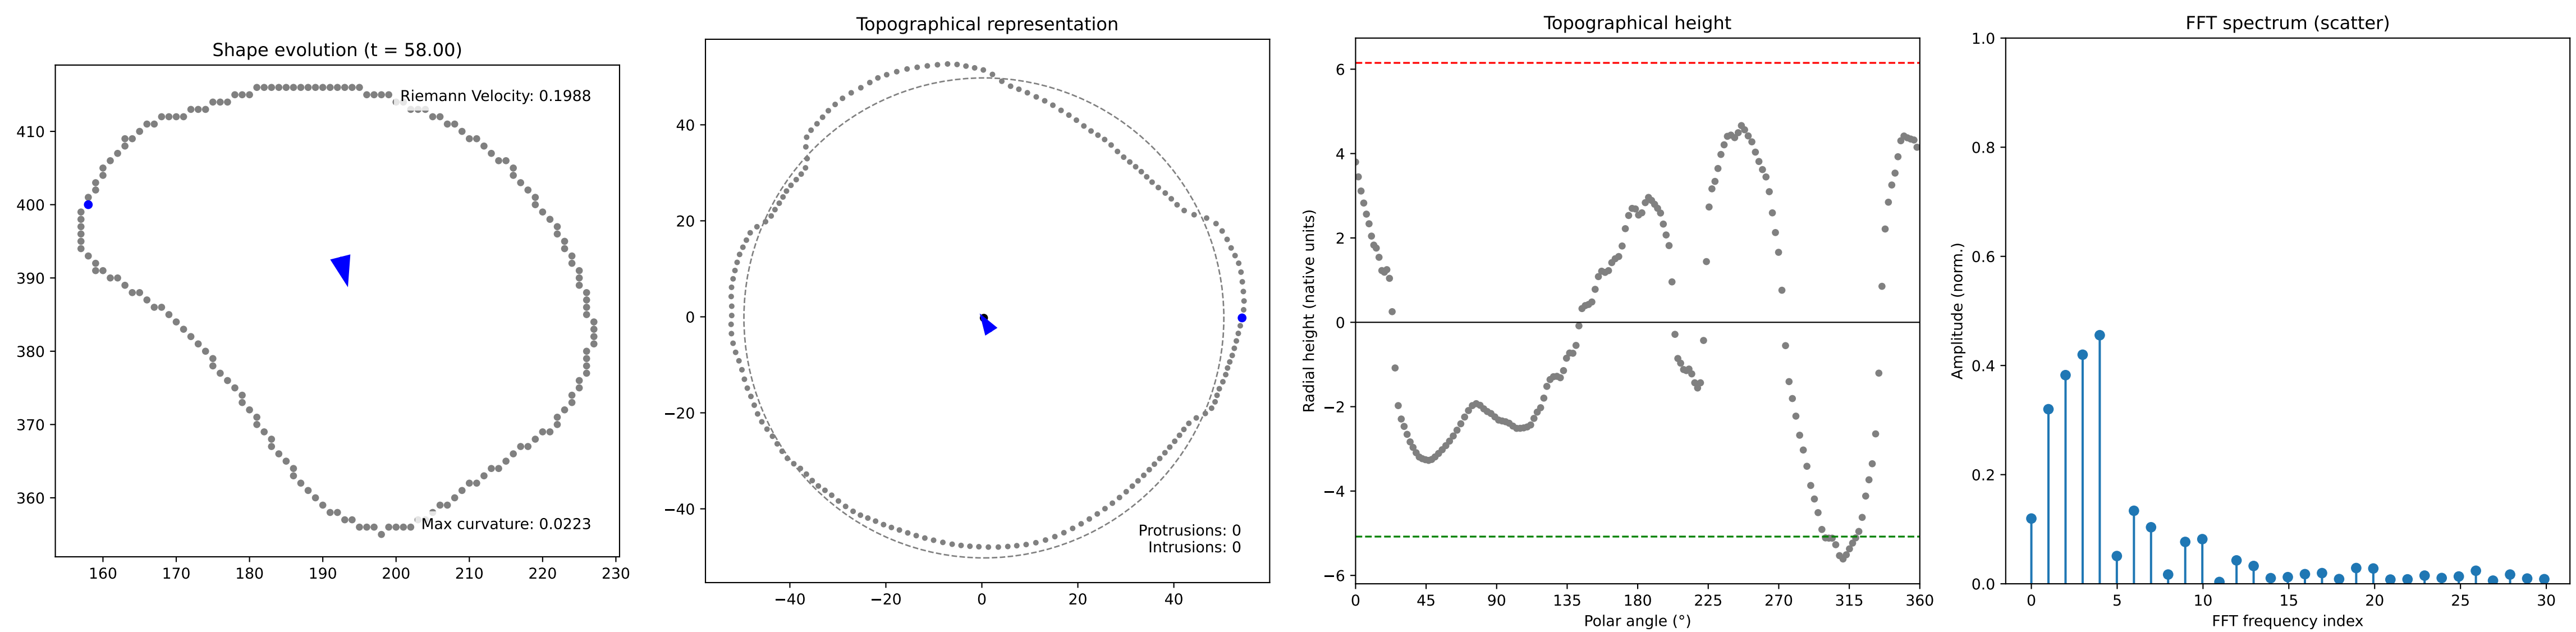 Shape evolution (t = 58.00)
Riemann Velocity: 0.1988
Max curvature: 0.0223
410
400
390
380
370
360
160 170 180 190 200 210 220 230
Topographical representation
40
20
0
−20
−40
Protrusions: 0
Intrusions: 0
−40 −20 0 20 40
Topographical height
Radial height (native units)
6
4
2
0
−2
−4
−6
0 45 90 135 180 225 270 315 360
Polar angle (°)
FFT spectrum (scatter)
Amplitude (norm.)
1.0
0.8
0.6
0.4
0.2
0.0
0 5 10 15 20 25 30
FFT frequency index